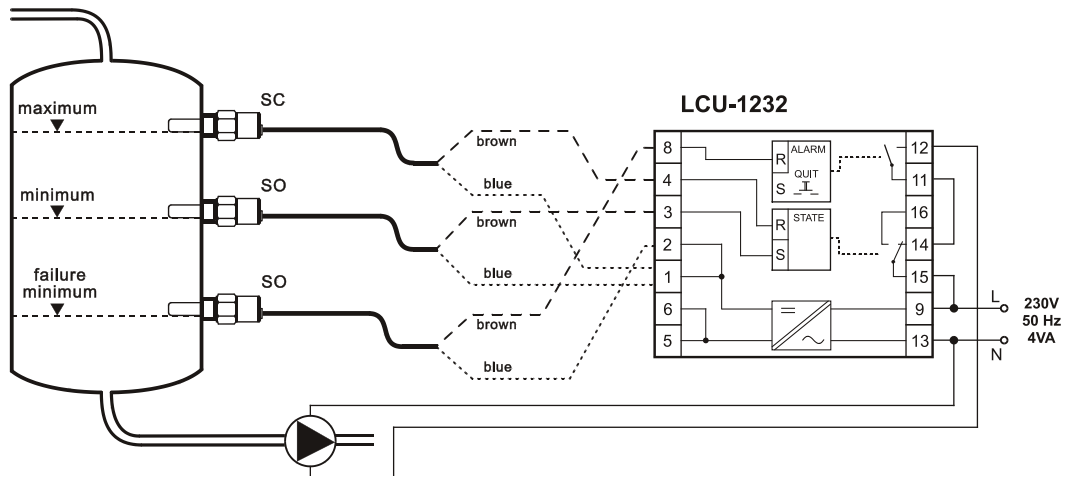 maximum
SC
minimum
SO
failure
minimum
SO
brown
blue
brown
blue
brown
blue
LCU-1232
8
4
3
2
1
6
5
R
S
ALARM
QUIT
R
S
STATE
12
11
16
14
15
9
13
L
N
230V
50 Hz
4VA